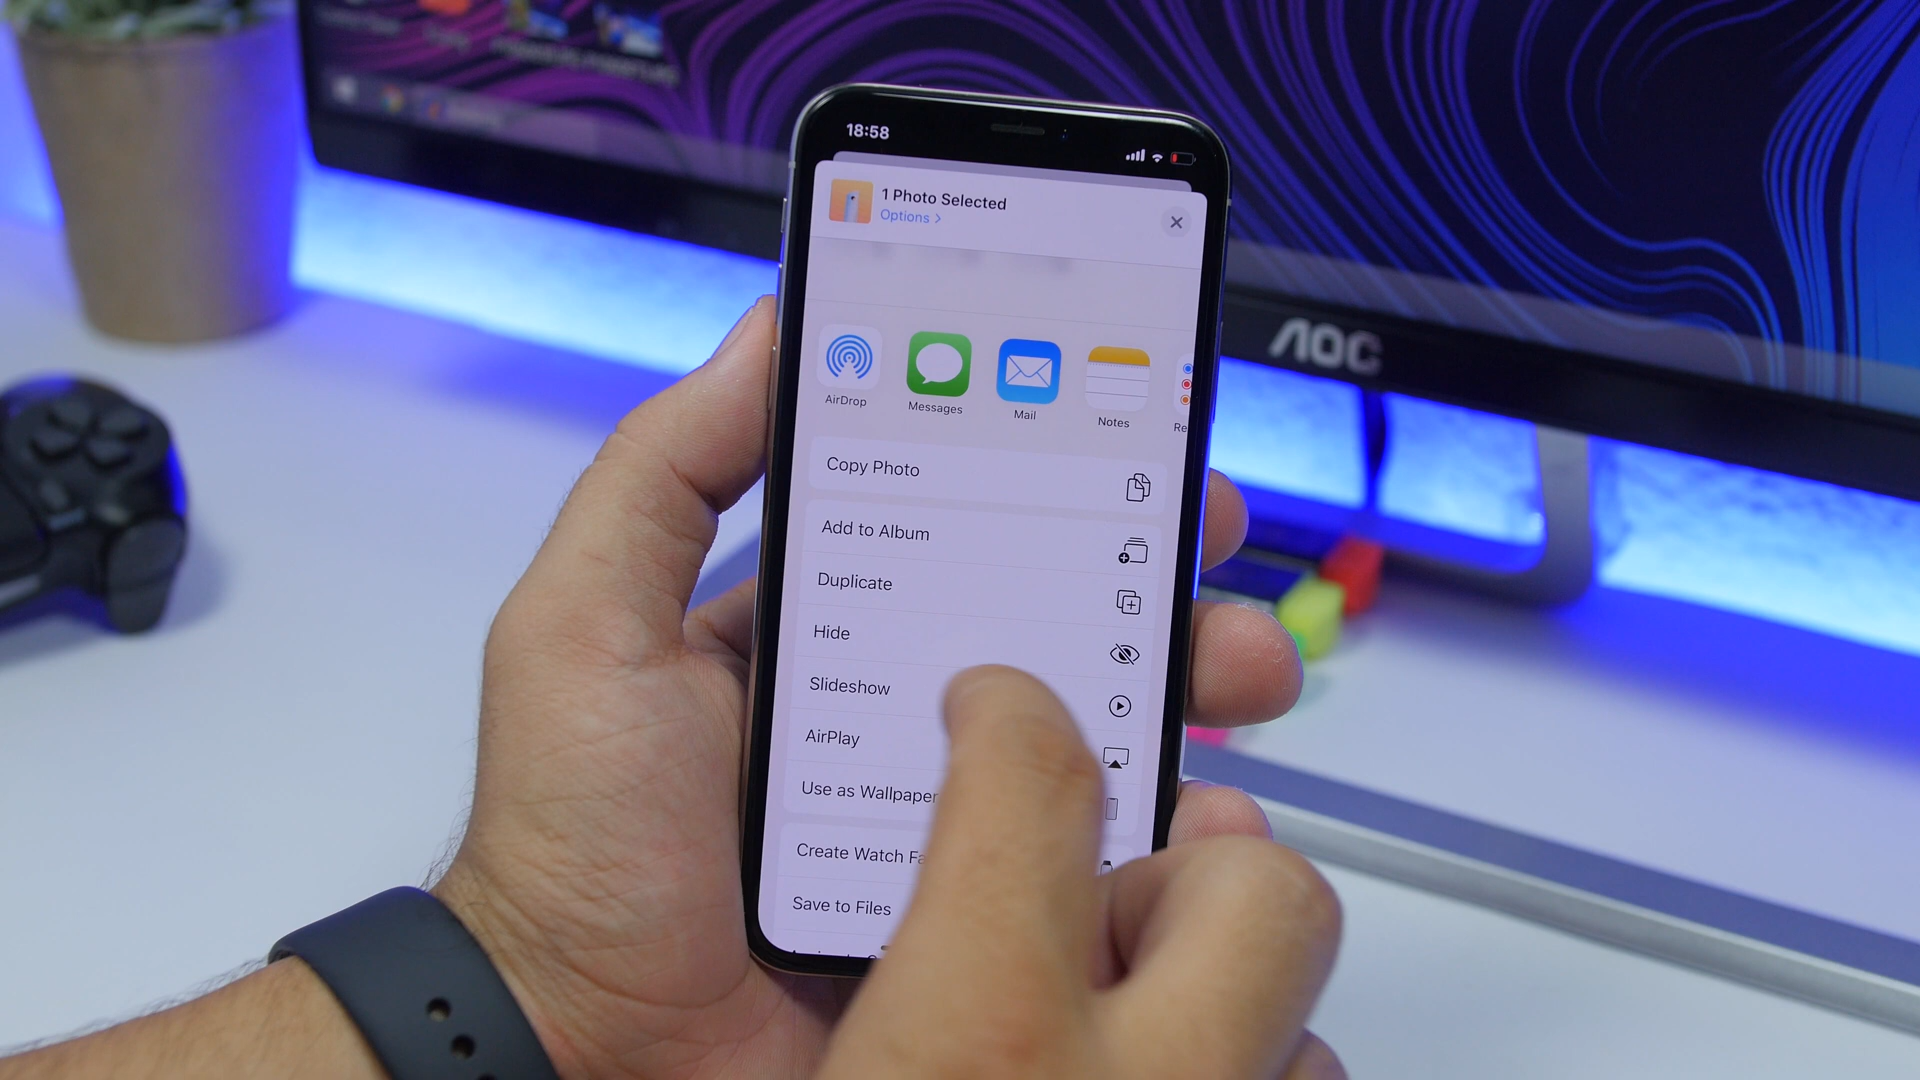 18:58
1 Photo Selected
Options >
AOC
AirDrop
Messages
Mail
Notes
Re
Copy Photo
Add to Album
Duplicate
Hide
Slideshow
AirPlay
Use as Wallpaper
Create Watch Fa
Save to Files